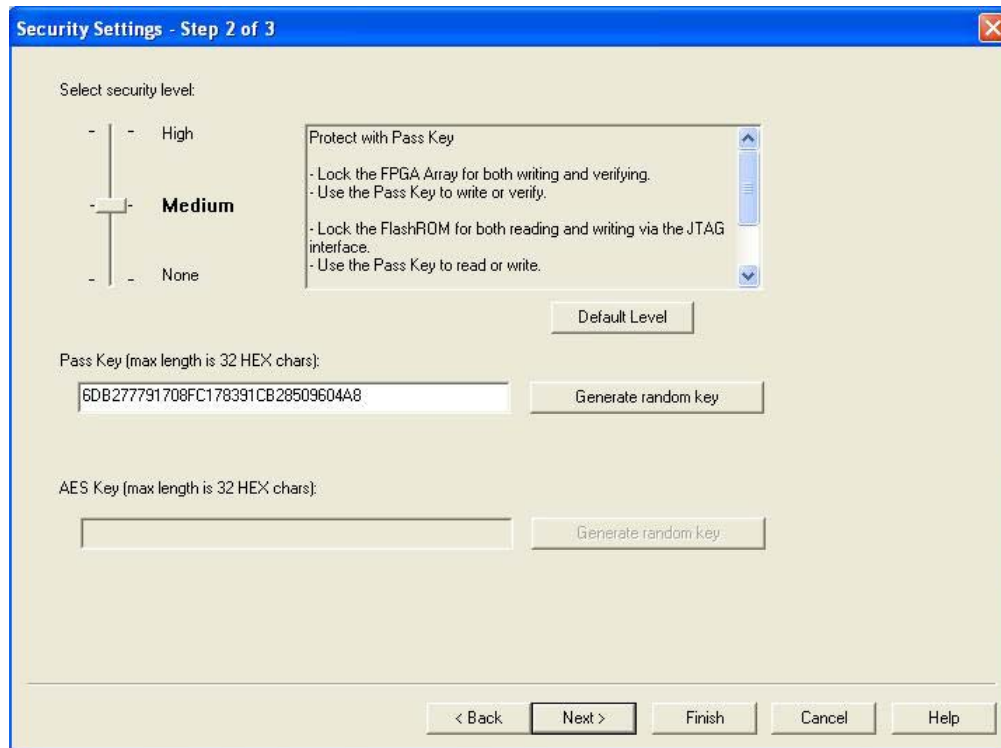 Security Settings - Step 2 of 3
Select security level:
High
Medium
None
Protect with Pass Key
- Lock the FPGA Array for both writing and verifying.
- Use the Pass Key to write or verify.
- Lock the FlashROM for both reading and writing via the JTAG
interface.
- Use the Pass Key to read or write.
Default Level
Pass Key (max length is 32 HEX chars):
6DB277791708FC178391CB28509604A8
Generate random key
AES Key (max length is 32 HEX chars):
Generate random key
< Back
Next >
Finish
Cancel
Help